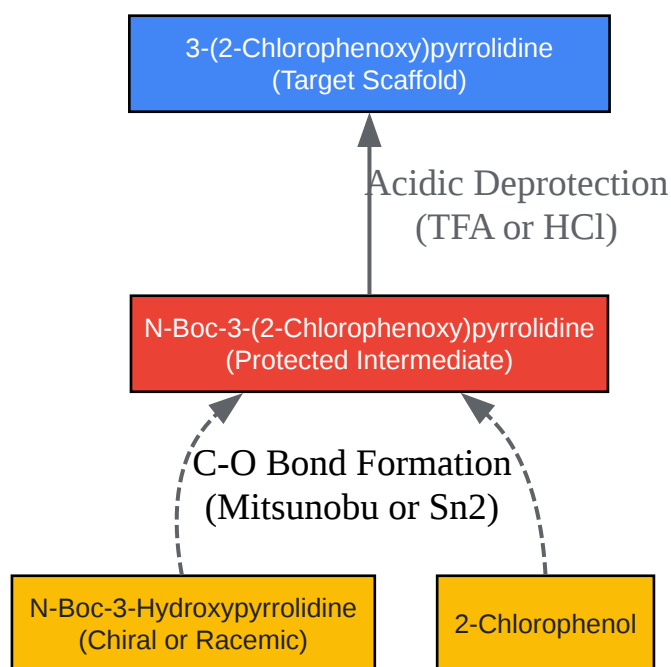 3-(2-Chlorophenoxy)pyrrolidine
(Target Scaffold)
Acidic Deprotection
(TFA or HCl)
N-Boc-3-(2-Chlorophenoxy)pyrrolidine
(Protected Intermediate)
C-O Bond Formation
(Mitsunobu or Sn2)
N-Boc-3-Hydroxypyrrolidine
(Chiral or Racemic)
2-Chlorophenol